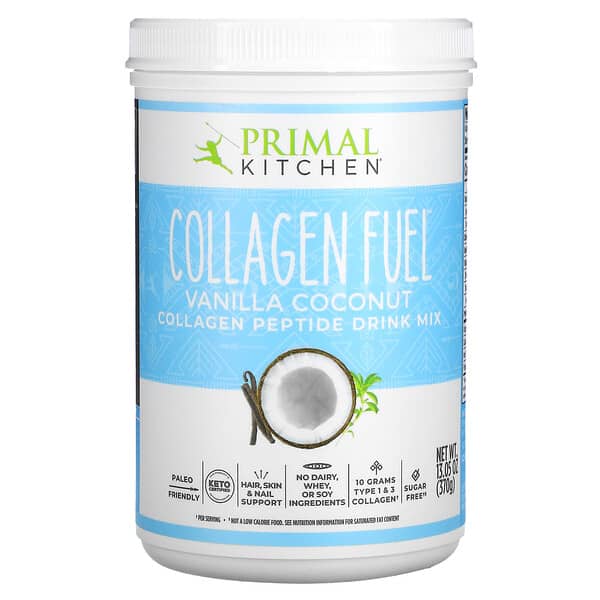 PRIMAL
KITCHEN®
COLLAGEN FUEL™
VANILLA COCONUT
COLLAGEN PEPTIDE DRINK MIX
PALEO
FRIENDLY
KETO
CERTIFIED
HAIR, SKIN
& NAIL
SUPPORT
NO DAIRY,
WHEY,
OR SOY
INGREDIENTS
10 GRAMS
TYPE 1 & 3
COLLAGEN†
SUGAR
FREE††
NET WT.
13.05 OZ
(370g)
† PER SERVING • †† NOT A LOW CALORIE FOOD. SEE NUTRITION INFORMATION FOR SATURATED FAT CONTENT